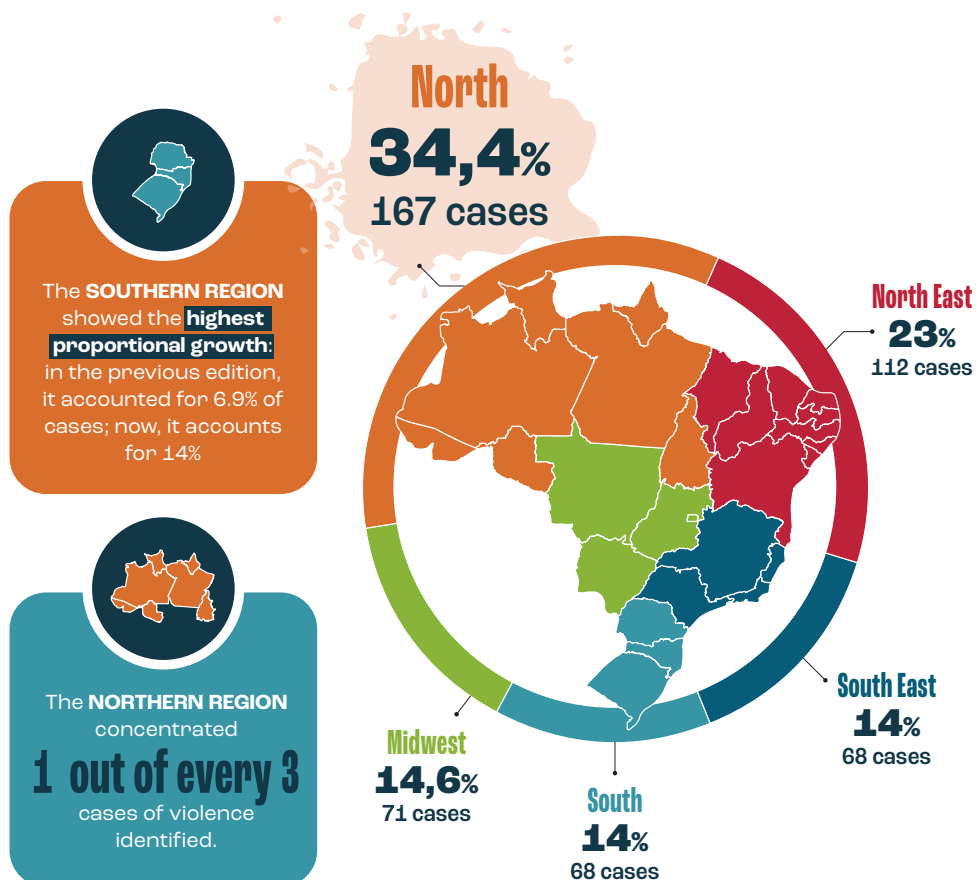 North
34,4%
167 cases
The SOUTHERN REGION
showed the highest
proportional growth:
in the previous edition,
it accounted for 6.9% of
cases; now, it accounts
for 14%
North East
23%
112 cases
The NORTHERN REGION
concentrated
1 out of every 3
cases of violence
identified.
South East
14%
68 cases
Midwest
14,6%
71 cases
South
14%
68 cases